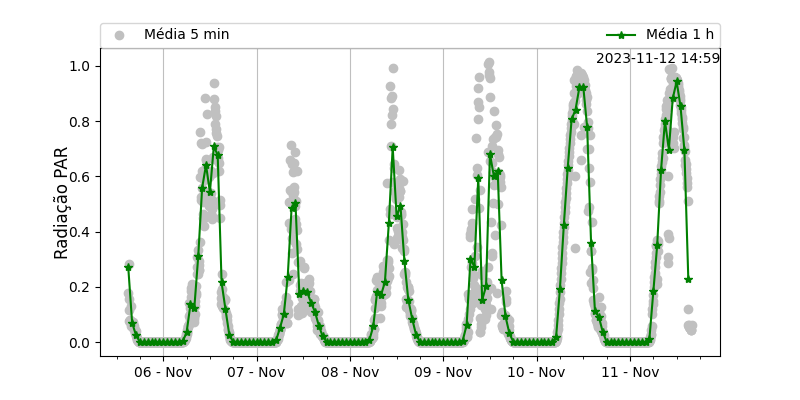 Média 5 min
Média 1 h
2023-11-12 14:59
Radiação PAR
1.0
0.8
0.6
0.4
0.2
0.0
06 - Nov
07 - Nov
08 - Nov
09 - Nov
10 - Nov
11 - Nov